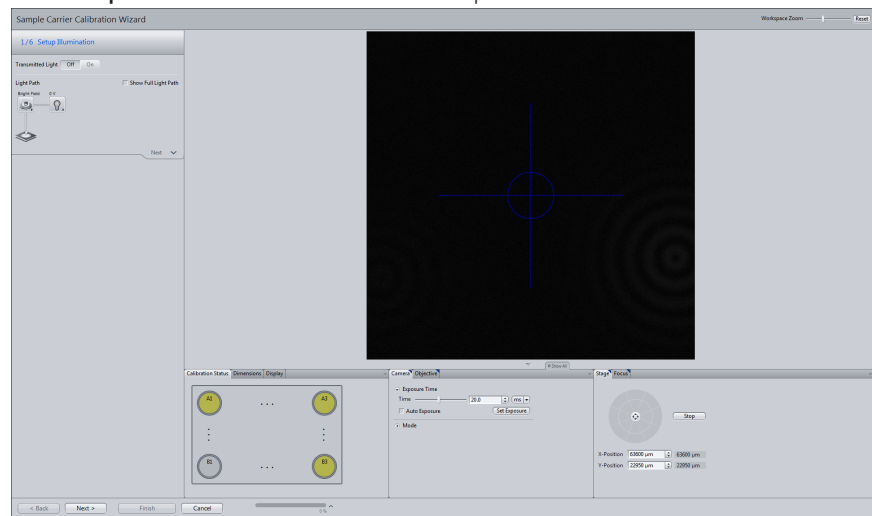 Sample Carrier Calibration Wizard
Workspace Zoom
Reset
1/6 Setup Illumination
Transmitted Light Off On
Light Path Show Full Light Path
Bright Field 0 V
Next
Show All
Calibration Status Dimensions Display
A1 ... A3
B1 ... B3
Camera Objective
Exposure Time
Time 20.0 ms
Auto Exposure Set Exposure
Mode
Stage Focus
Stop
X-Position 63600 µm 63600 µm
Y-Position 22950 µm 22950 µm
< Back Next > Finish Cancel 0 %